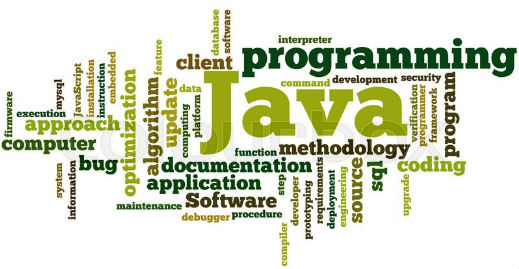 interpreter
programming
database
software
client
feature
embedded
instruction
installation
JavaScript
mysql
firmware
execution
approach
computer
optimization
algorithm
update
data
platform
computing
Java
command
development
security
verification
programmer
framework
program
function
methodology
bug
documentation
application
Software
system
information
maintenance
debugger
procedure
step
compiler
developer
prototyping
requirements
deployment
engineering
source
sql
coding
upgrade